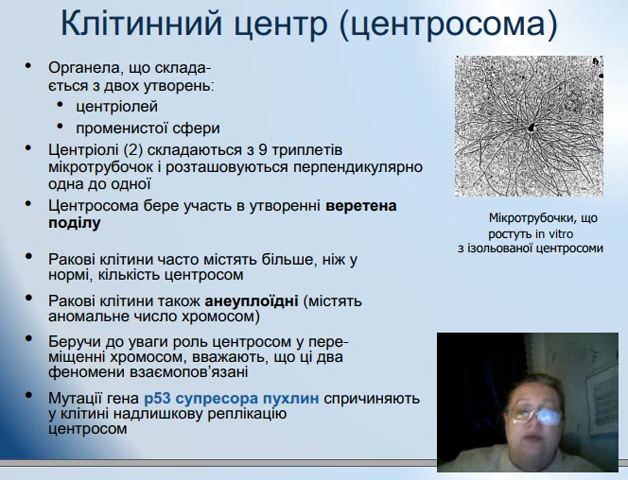 Клітинний центр (центросома)
Органела, що склада-
ється з двох утворень:
центріолей
променистої сфери
Центріолі (2) складаються з 9 триплетів
мікротрубочок і розташовуються перпендикулярно
одна до одної
Центросома бере участь в утворенні веретена
поділу
Ракові клітини часто містять більше, ніж у
нормі, кількість центросом
Ракові клітини також анеуплоїдні (містять
аномальне число хромосом)
Беручи до уваги роль центросом у пере-
міщенні хромосом, вважають, що ці два
феномени взаємопов’язані
Мутації гена р53 супресора пухлин спричиняють
у клітині надлишкову реплікацію
центросом
Мікротрубочки, що
ростуть in vitro
з ізольованої центросоми